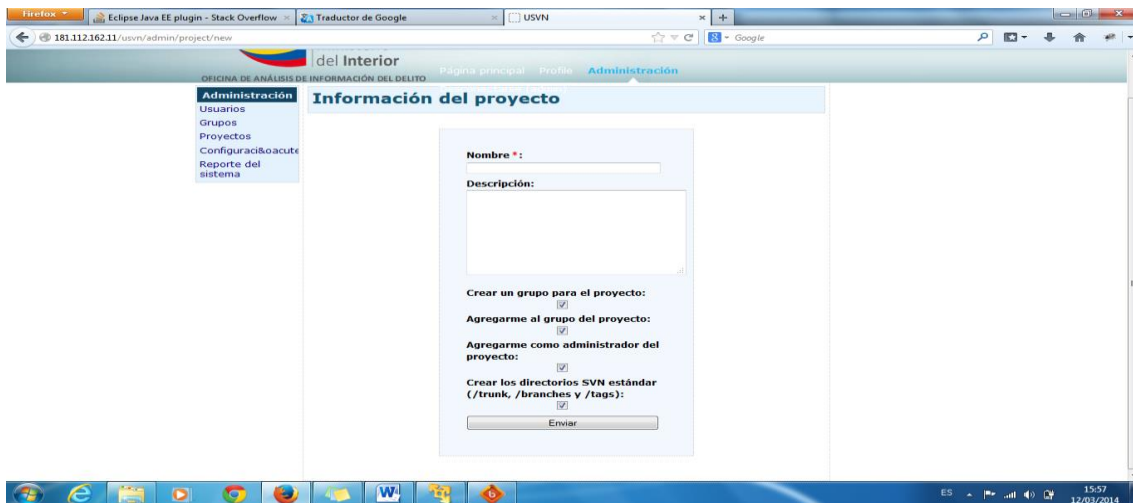 Firefox
Eclipse Java EE plugin - Stack Overflow
Traductor de Google
USVN
181.112.162.11/usvn/admin/project/new
Google
del Interior
OFICINA DE ANÁLISIS DE INFORMACIÓN DEL DELITO
Página principal Profile Administración
Administración
Usuarios
Grupos
Proyectos
Configuraci&oacute
Reporte del
sistema
Información del proyecto
Nombre *:
Descripción:
Crear un grupo para el proyecto:
Agregarme al grupo del proyecto:
Agregarme como administrador del
proyecto:
Crear los directorios SVN estándar
(/trunk, /branches y /tags):
Enviar
ES
15:57
12/03/2014